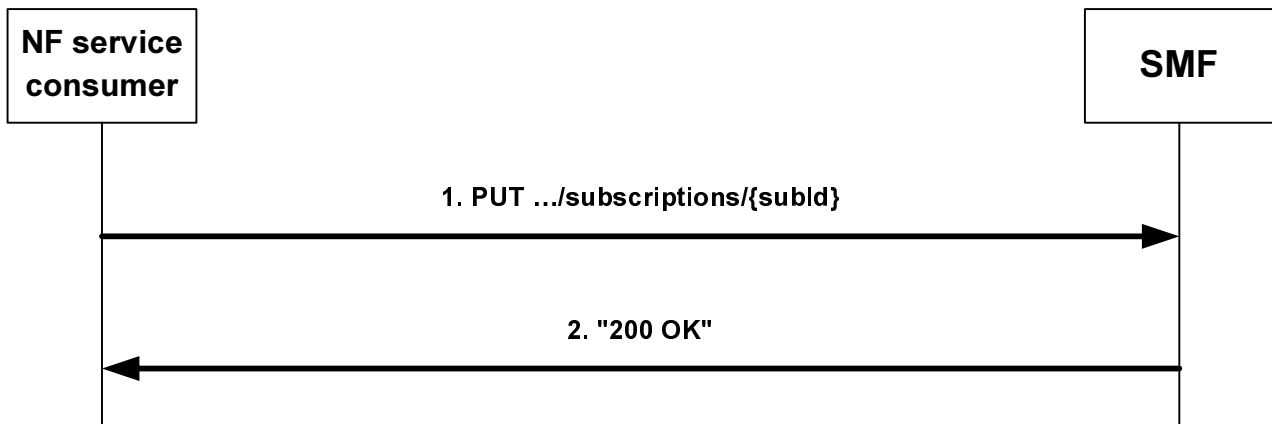 NF service
consumer
SMF
1. PUT …/subscriptions/{subId}
2. "200 OK"